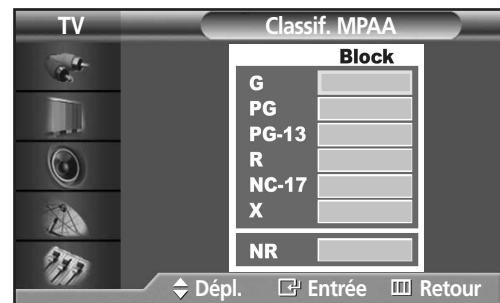 TV Classif. MPAA
Block
G
PG
PG-13
R
NC-17
X
NR
Dépl. Entrée Retour